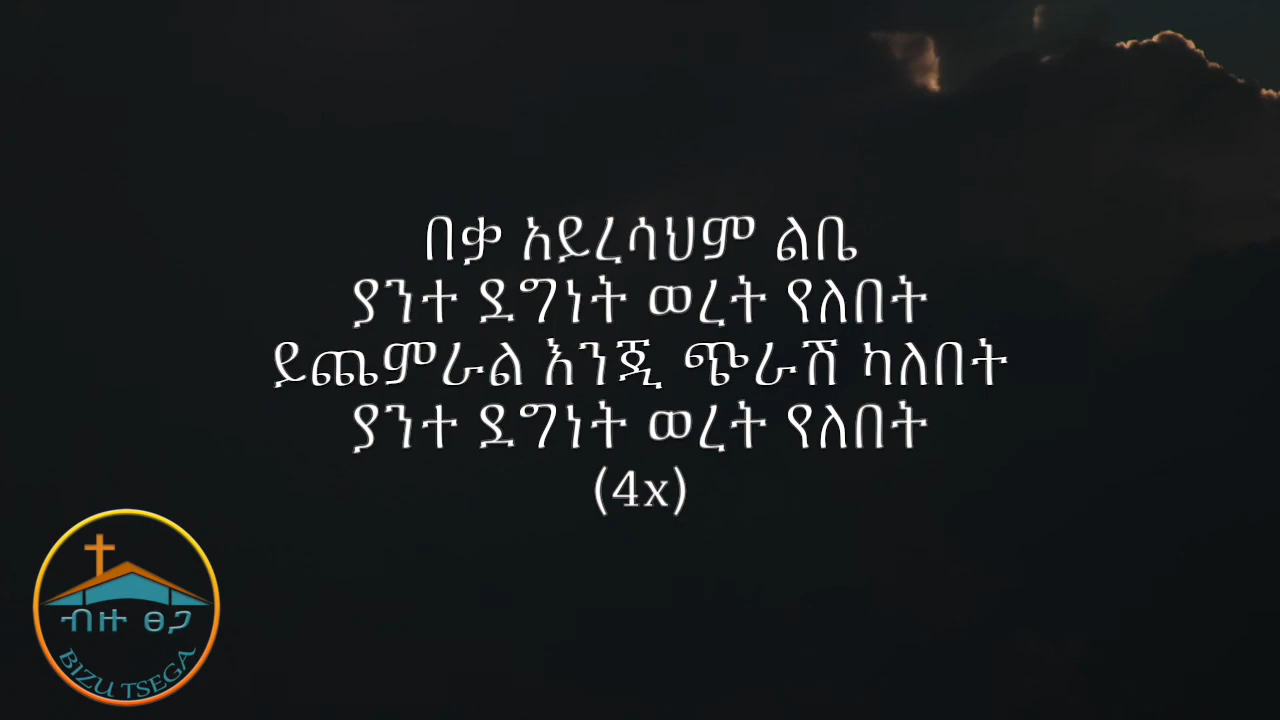 በቃ አይረሳህም ልቤ
ያንተ ደግነት ወረት የለበት
ይጨምራል እንጂ ጭራሽ ካለበት
ያንተ ደግነት ወረት የለበት
(4x)
ብዙ ፀጋ
BIZU TSEGA